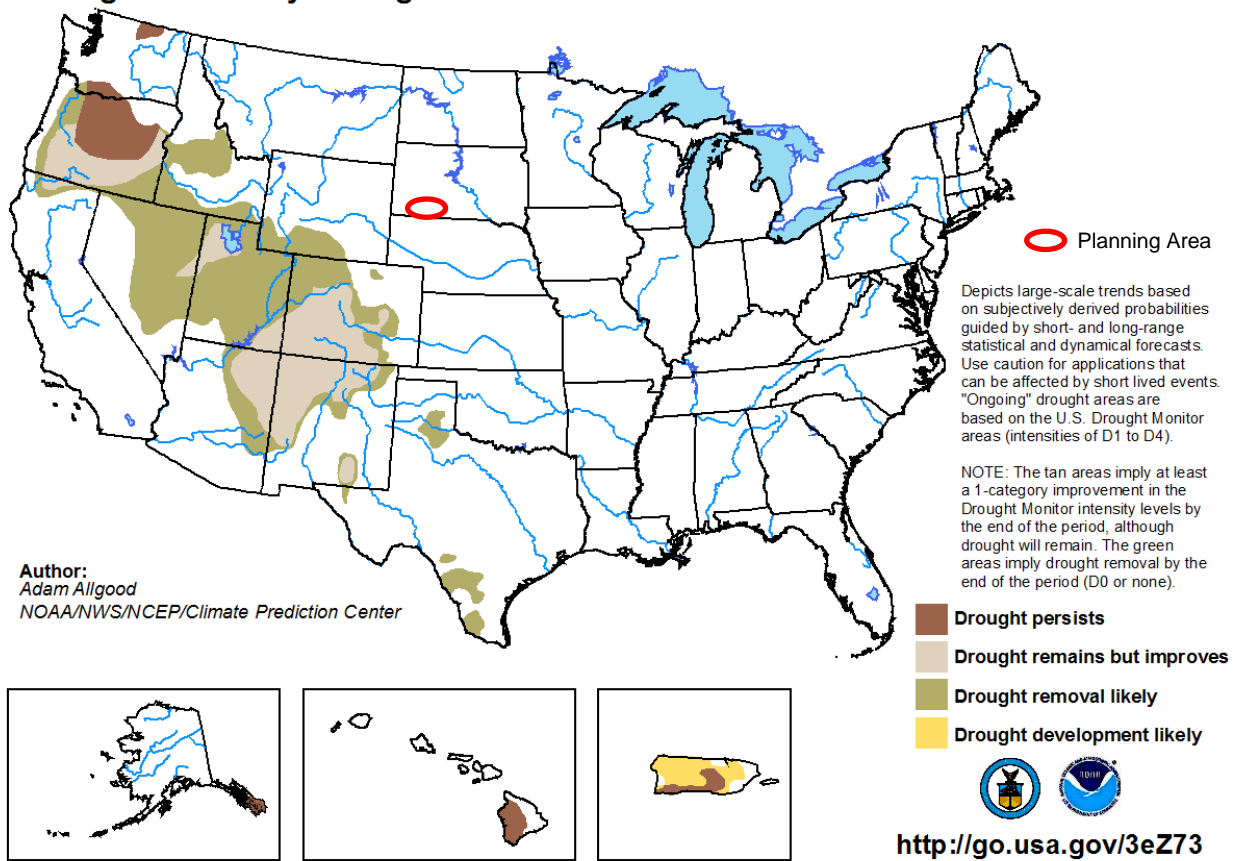 Planning Area
Depicts large-scale trends based
on subjectively derived probabilities
guided by short- and long-range
statistical and dynamical forecasts.
Use caution for applications that
can be affected by short lived events.
"Ongoing" drought areas are
based on the U.S. Drought Monitor
areas (intensities of D1 to D4).
NOTE: The tan areas imply at least
a 1-category improvement in the
Drought Monitor intensity levels by
the end of the period, although
drought will remain. The green
areas imply drought removal by the
end of the period (D0 or none).
Author:
Adam Allgood
NOAA/NWS/NCEP/Climate Prediction Center
Drought persists
Drought remains but improves
Drought removal likely
Drought development likely
http://go.usa.gov/3eZ73